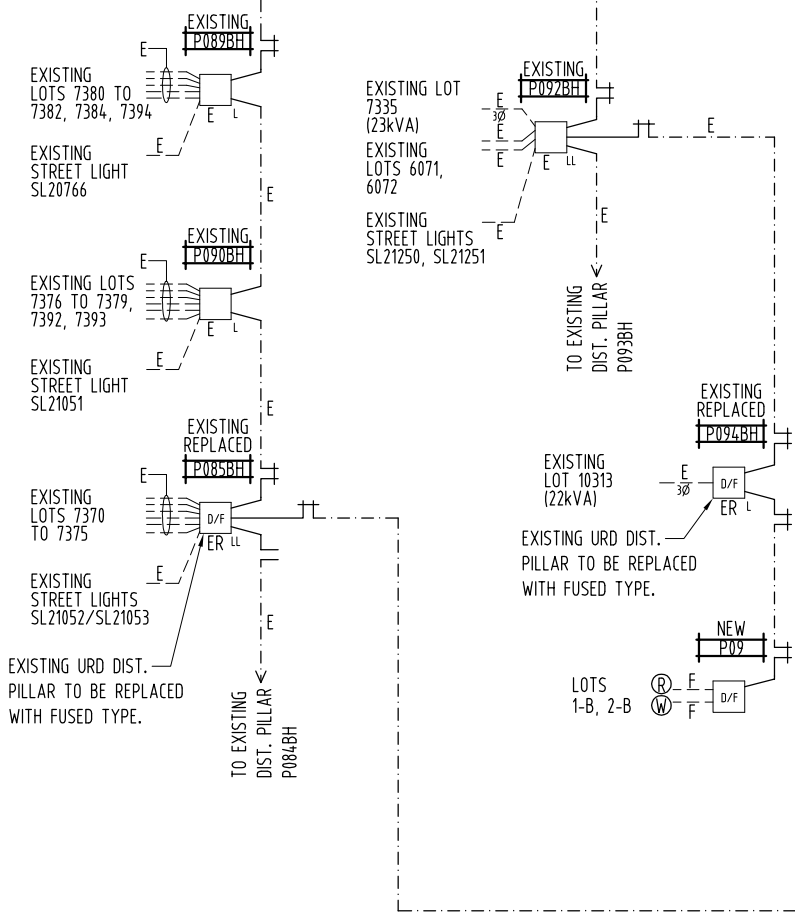 EXISTING
P089BH
E
EXISTING
LOTS 7380 TO
7382, 7384, 7394
E L
EXISTING
STREET LIGHT
SL20766
E
E
EXISTING
P090BH
E
EXISTING LOTS
7376 TO 7379,
7392, 7393
E L
EXISTING
STREET LIGHT
SL21051
E
E
EXISTING
REPLACED
P085BH
E
EXISTING
LOTS 7370
TO 7375
D/F
ER LL
EXISTING
STREET LIGHTS
SL21052/SL21053
E
E
EXISTING URD DIST.
PILLAR TO BE REPLACED
WITH FUSED TYPE.
TO EXISTING
DIST. PILLAR
P084BH
EXISTING
P092BH
EXISTING LOT
7335
(23kVA)
E
3Ø
E
EXISTING
LOTS 6071,
6072
E
E
E LL
EXISTING
STREET LIGHTS
SL21250, SL21251
E
E
TO EXISTING
DIST. PILLAR
P093BH
EXISTING
REPLACED
P094BH
EXISTING
LOT 10313
(22kVA)
E
3Ø
D/F
ER L
EXISTING URD DIST.
PILLAR TO BE REPLACED
WITH FUSED TYPE.
NEW
P09
LOTS
1-B, 2-B
R F
W F
D/F